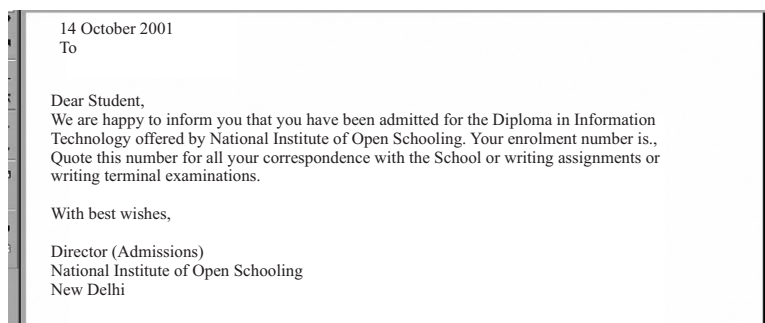 14 October 2001
To
Dear Student,
We are happy to inform you that you have been admitted for the Diploma in Information
Technology offered by National Institute of Open Schooling. Your enrolment number is.,
Quote this number for all your correspondence with the School or writing assignments or
writing terminal examinations.
With best wishes,
Director (Admissions)
National Institute of Open Schooling
New Delhi